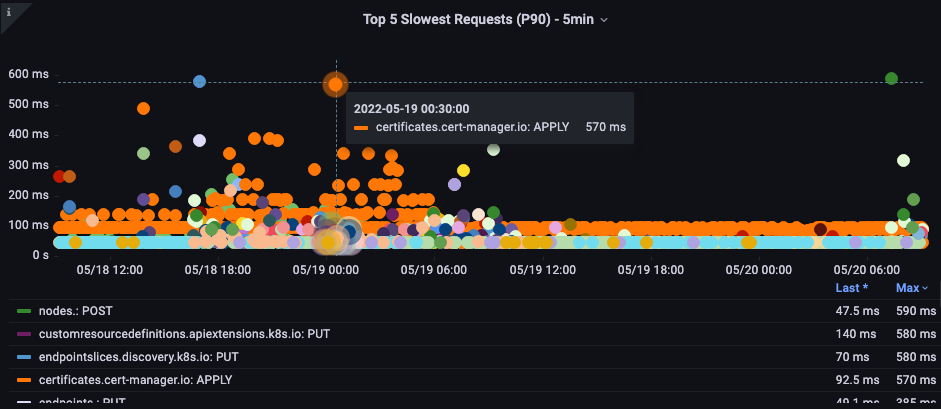 i
Top 5 Slowest Requests (P90) - 5min
600 ms
500 ms
400 ms
300 ms
200 ms
100 ms
0 s
2022-05-19 00:30:00
certificates.cert-manager.io: APPLY 570 ms
05/18 12:00 05/18 18:00 05/19 00:00 05/19 06:00 05/19 12:00 05/19 18:00 05/20 00:00 05/20 06:00
Last * Max
nodes.: POST 47.5 ms 590 ms
customresourcedefinitions.apiextensions.k8s.io: PUT 140 ms 580 ms
endpointslices.discovery.k8s.io: PUT 70 ms 580 ms
certificates.cert-manager.io: APPLY 92.5 ms 570 ms
endpoints.: PUT 49.1 ms 385 ms